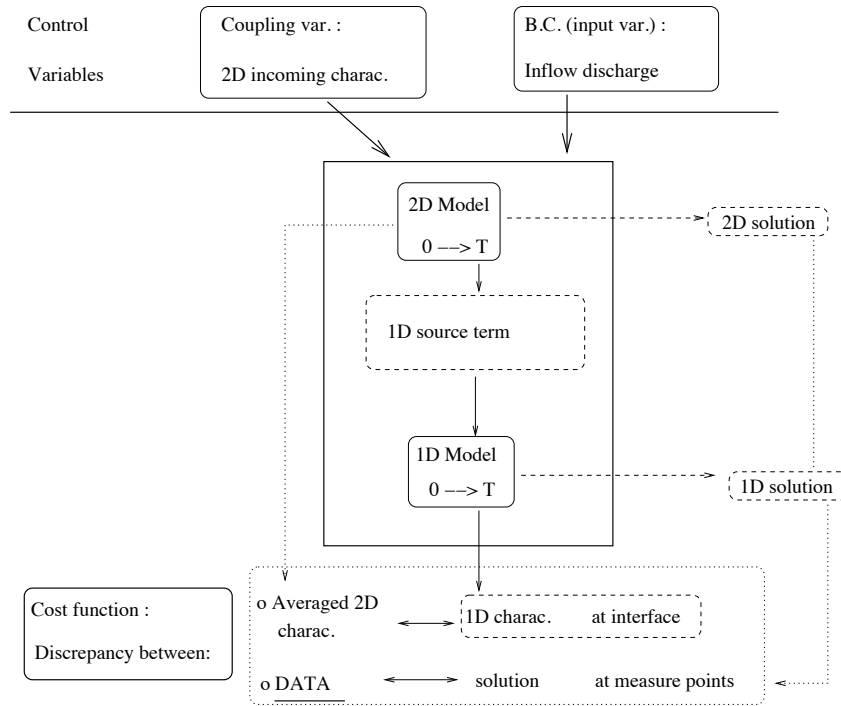 Control
Variables
Coupling var. :
2D incoming charac.
B.C. (input var.) :
Inflow discharge
2D Model
0 --> T
2D solution
1D source term
1D Model
0 --> T
1D solution
Cost function :
Discrepancy between:
o Averaged 2D
charac.
1D charac. at interface
o DATA
solution at measure points